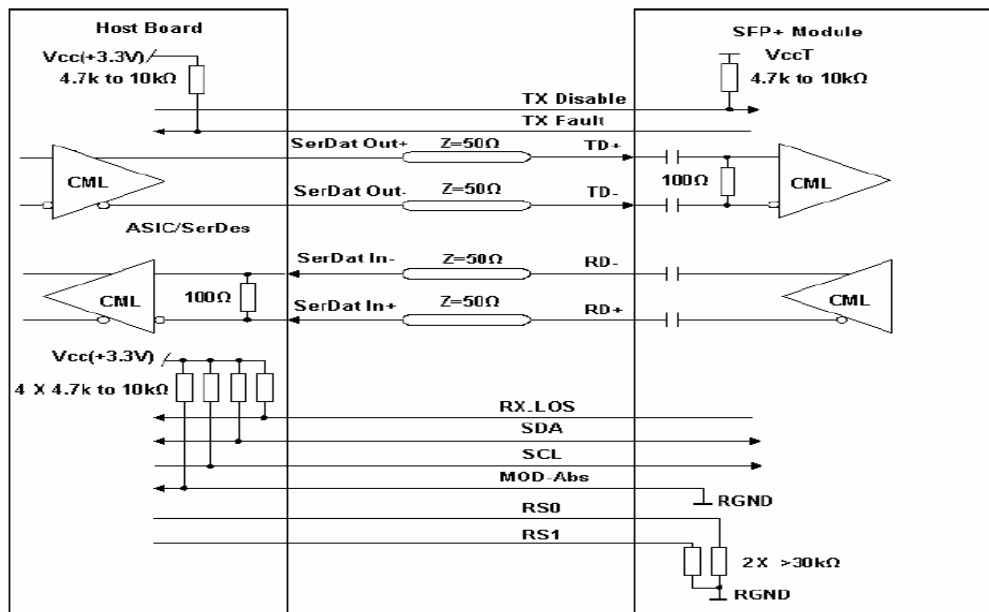 Host Board
SFP+ Module
Vcc(+3.3V)
4.7k to 10kΩ
VccT
4.7k to 10kΩ
TX Disable
TX Fault
SerDat Out+
Z=50Ω
TD+
CML
100Ω
CML
SerDat Out-
Z=50Ω
TD-
ASIC/SerDes
SerDat In-
Z=50Ω
RD-
CML
100Ω
SerDat In+
Z=50Ω
RD+
Vcc(+3.3V)
4 X 4.7k to 10kΩ
RX_LOS
SDA
SCL
MOD-Abs
RGND
RS0
RS1
2 X >30kΩ
RGND